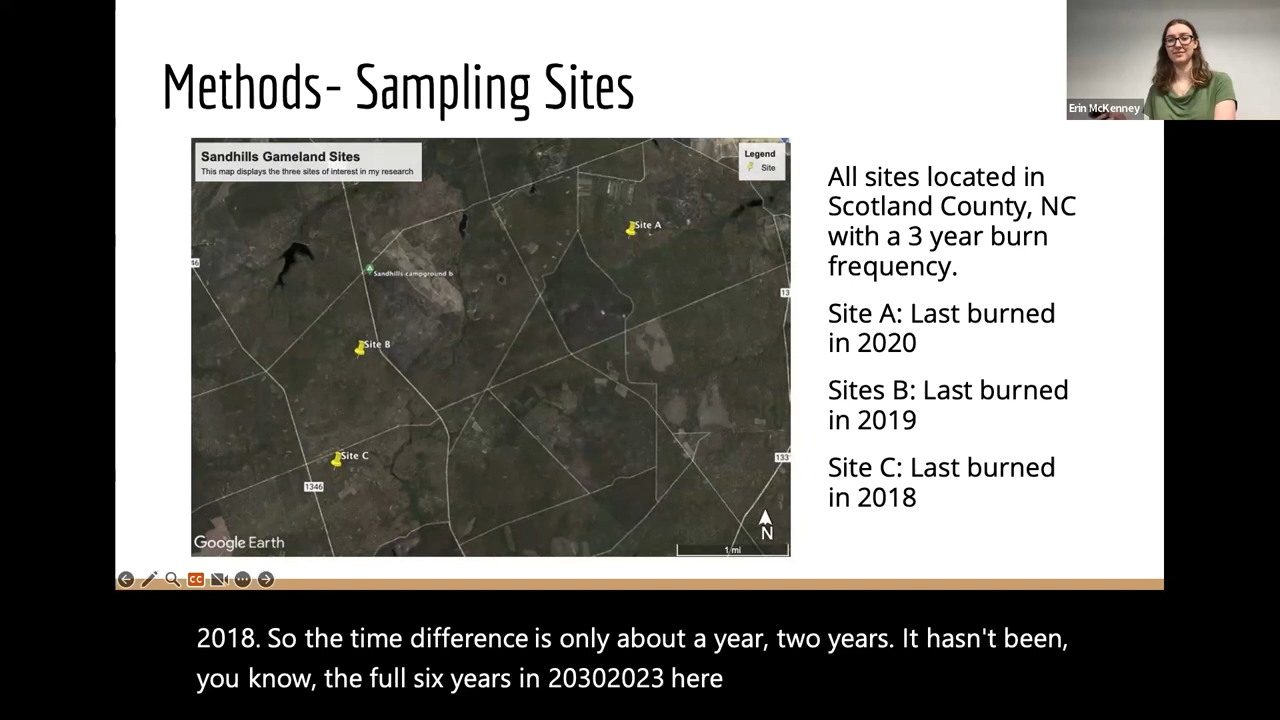 Methods- Sampling Sites
Erin McKenney
Sandhills Gameland Sites
This map displays the three sites of interest in my research
Legend
Site
Site A
46
Sandhills campground b
13
Site B
Site C
133
1346
N
Google Earth
1 mi
All sites located in
Scotland County, NC
with a 3 year burn
frequency.
Site A: Last burned
in 2020
Sites B: Last burned
in 2019
Site C: Last burned
in 2018
CC
2018. So the time difference is only about a year, two years. It hasn't been,
you know, the full six years in 20302023 here